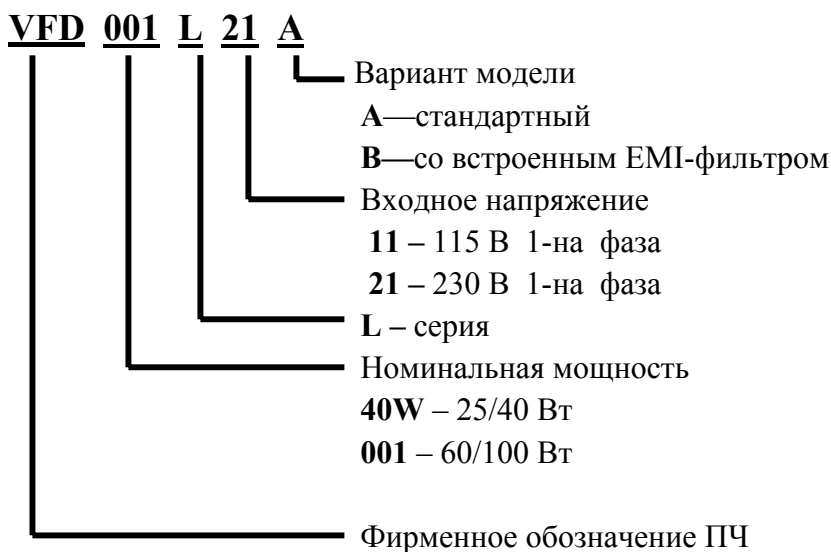 VFD 001 L 21 A
Вариант модели
А—стандартный
В—со встроенным EMI-фильтром
Входное напряжение
11 – 115 В 1-на фаза
21 – 230 В 1-на фаза
L – серия
Номинальная мощность
40W – 25/40 Вт
001 – 60/100 Вт
Фирменное обозначение ПЧ